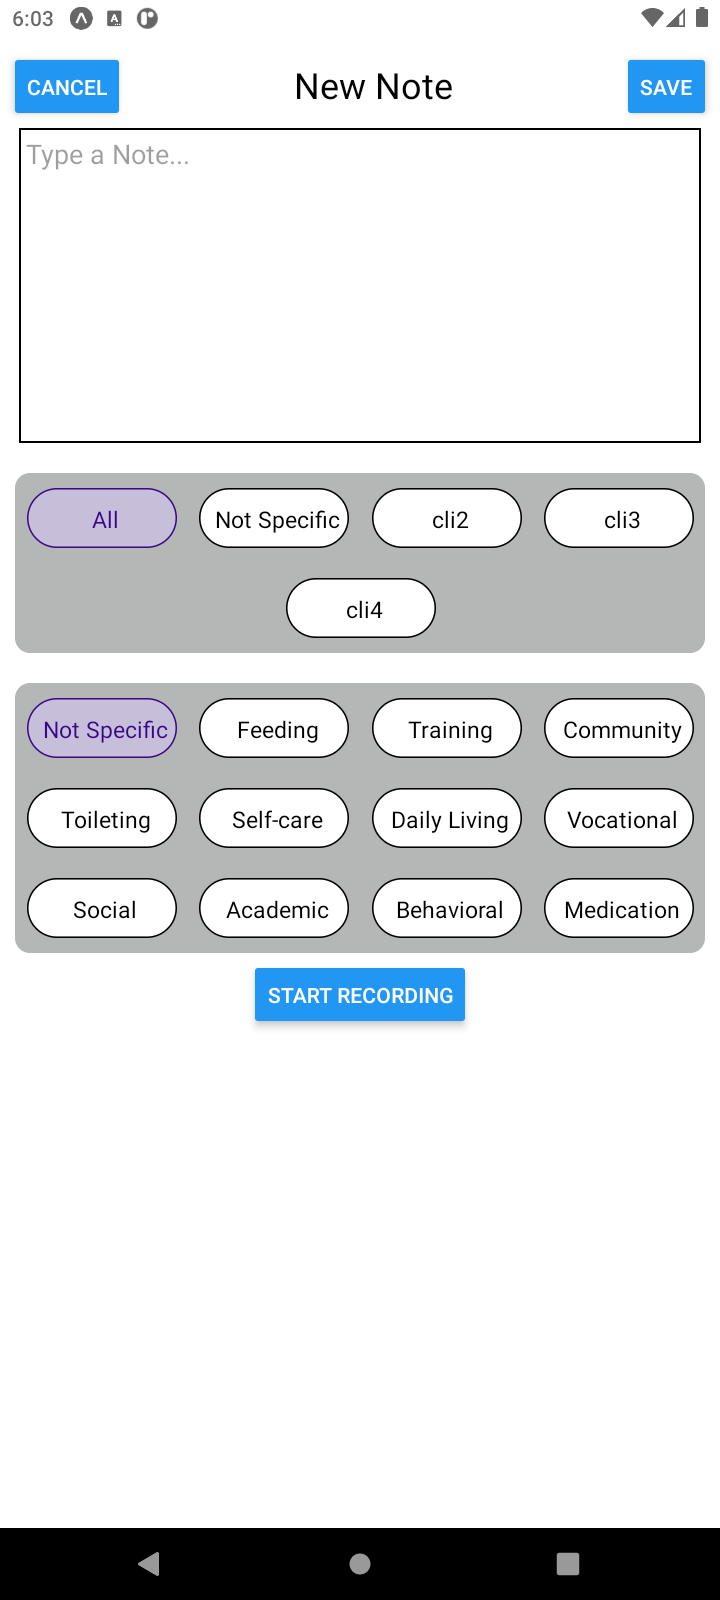 6:03
CANCEL New Note SAVE
Type a Note...
All Not Specific cli2 cli3
cli4
Not Specific Feeding Training Community
Toileting Self-care Daily Living Vocational
Social Academic Behavioral Medication
START RECORDING